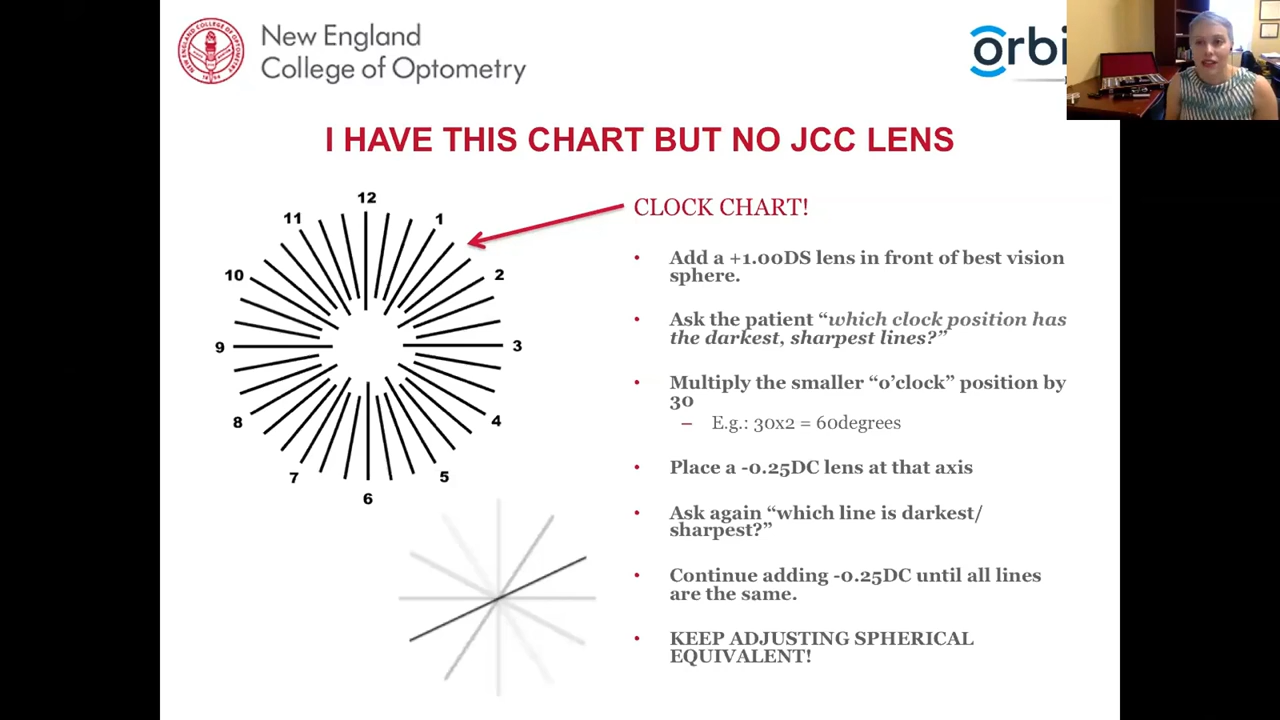 New England
College of Optometry
orbi
I HAVE THIS CHART BUT NO JCC LENS
12
11
1
10
2
9
3
8
4
7
5
6
CLOCK CHART!
• Add a +1.00DS lens in front of best vision
sphere.
• Ask the patient “which clock position has
the darkest, sharpest lines?”
• Multiply the smaller “o’clock” position by
30
– E.g.: 30x2 = 60degrees
• Place a -0.25DC lens at that axis
• Ask again “which line is darkest/
sharpest?”
• Continue adding -0.25DC until all lines
are the same.
• KEEP ADJUSTING SPHERICAL
EQUIVALENT!